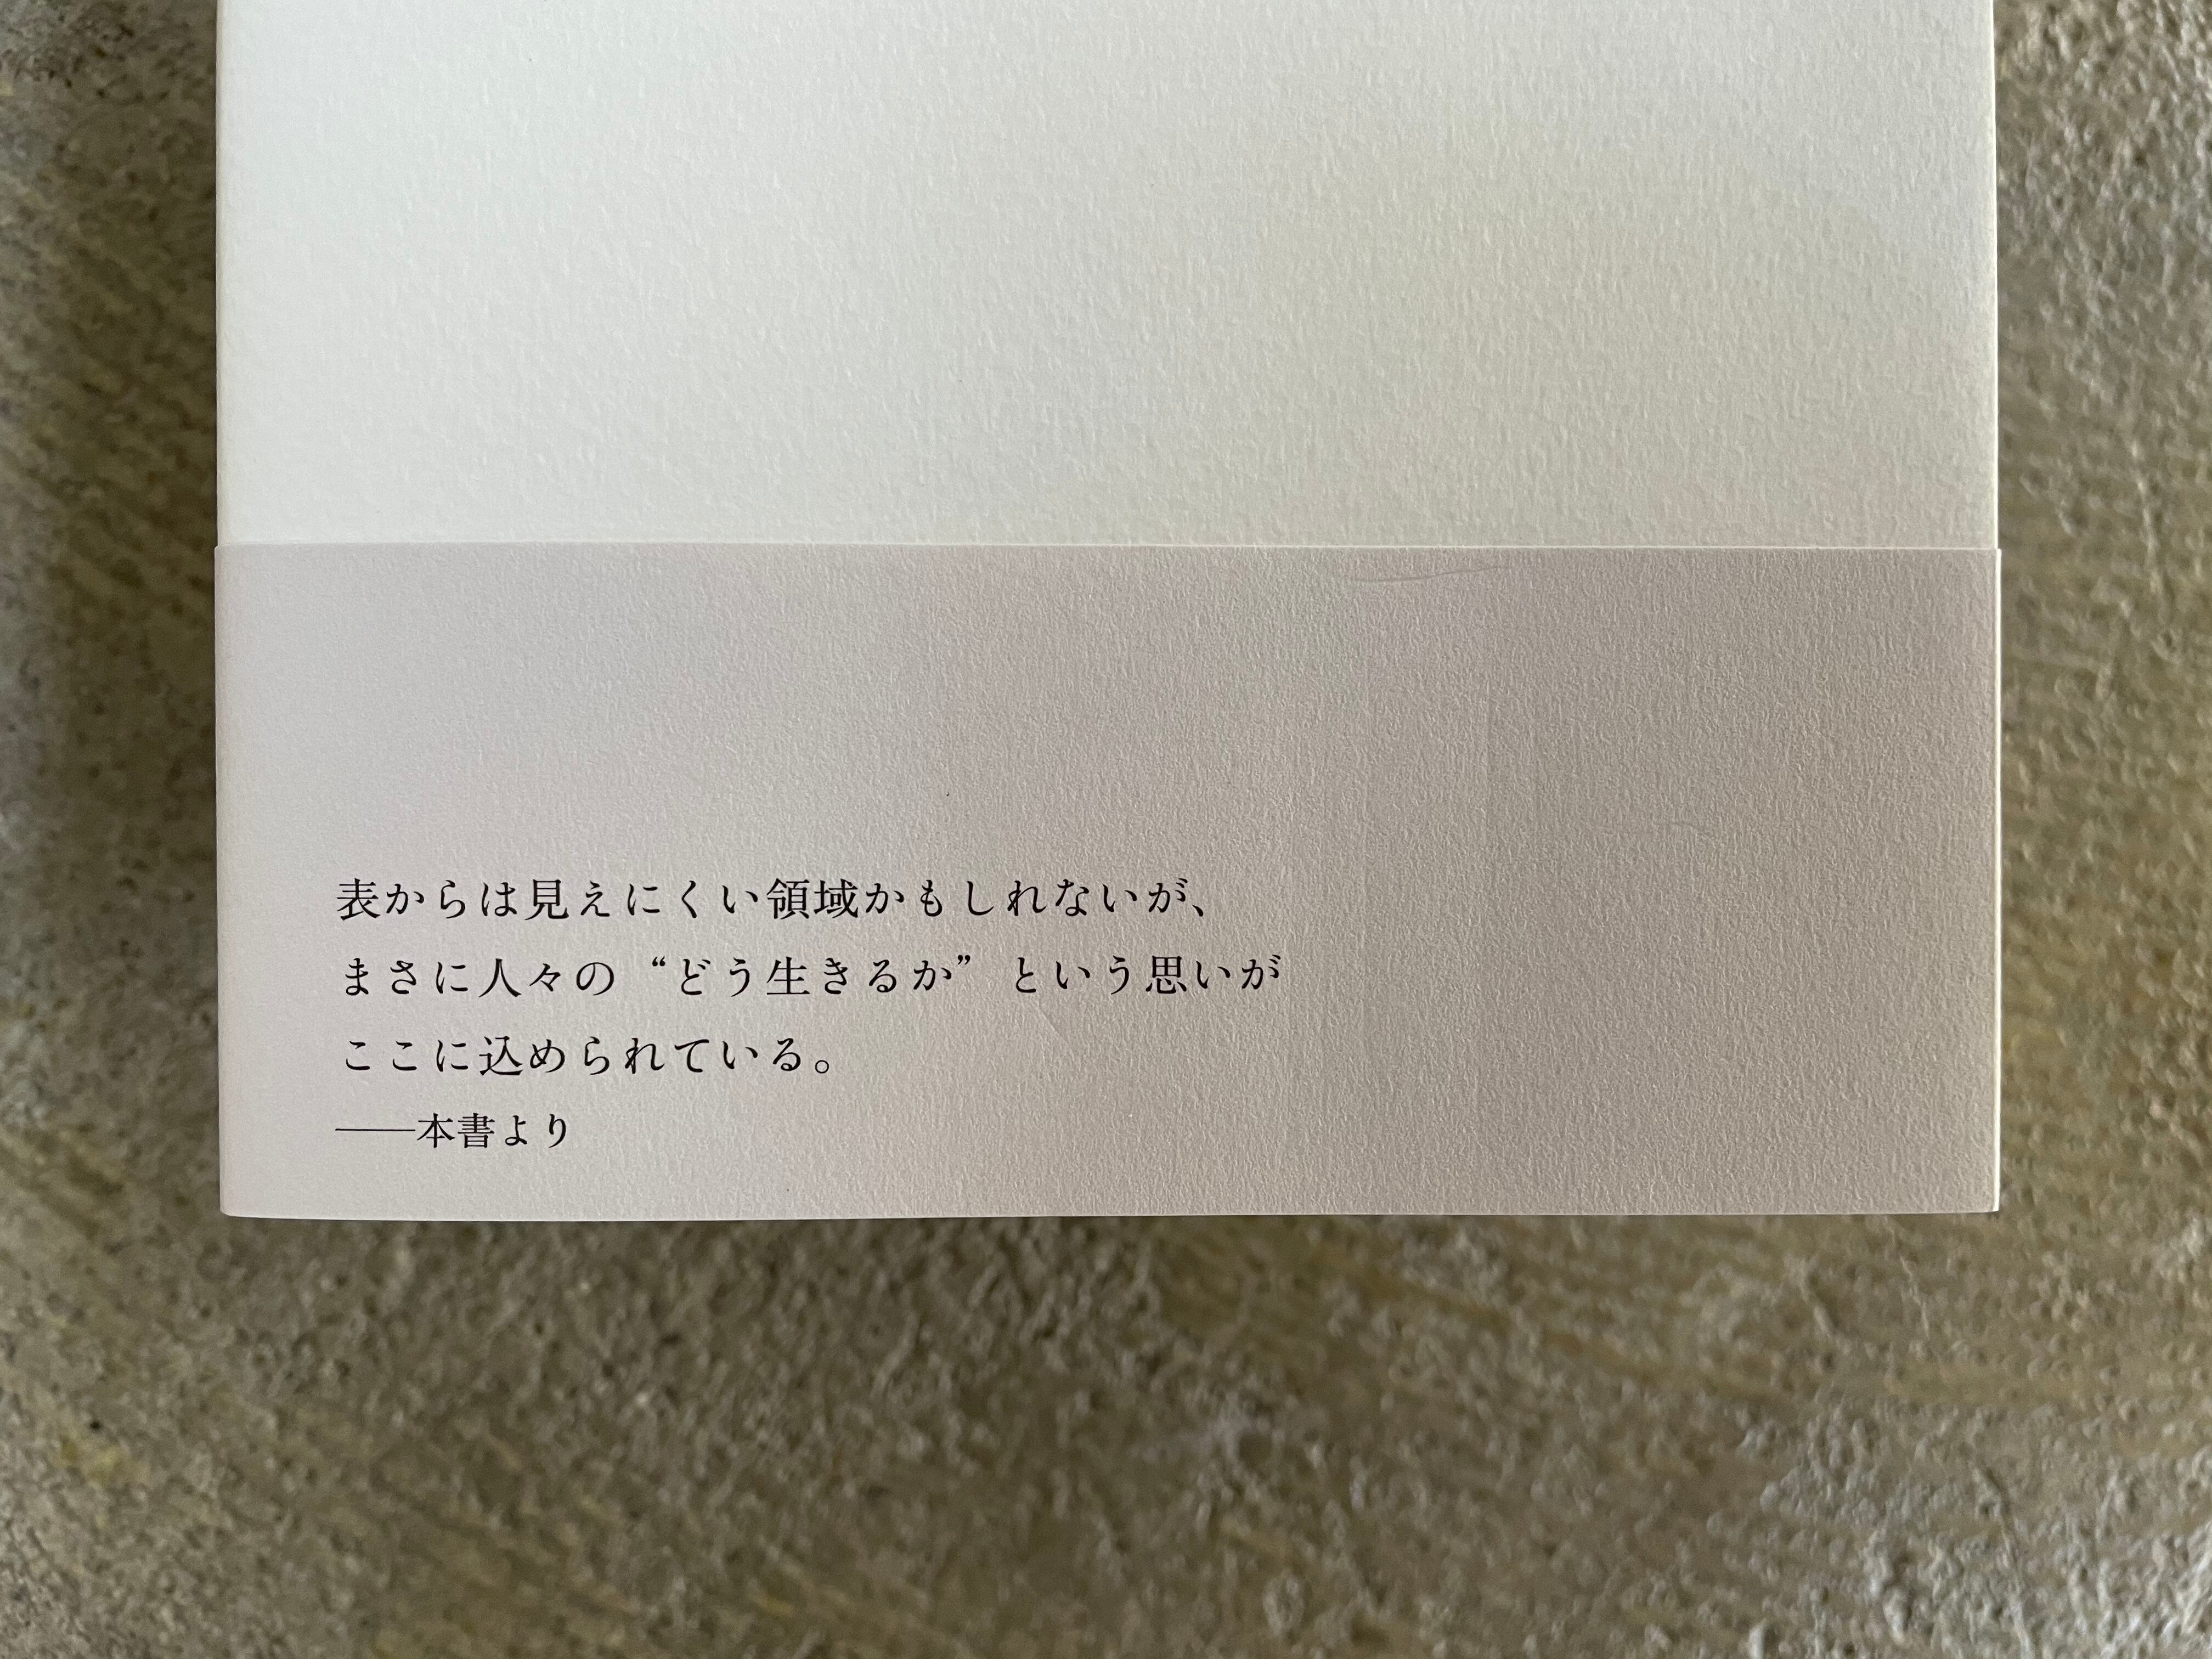 表からは見えにくい領域かもしれないが、
まさに人々の“どう生きるか”という思いが
ここに込められている。
──本書より